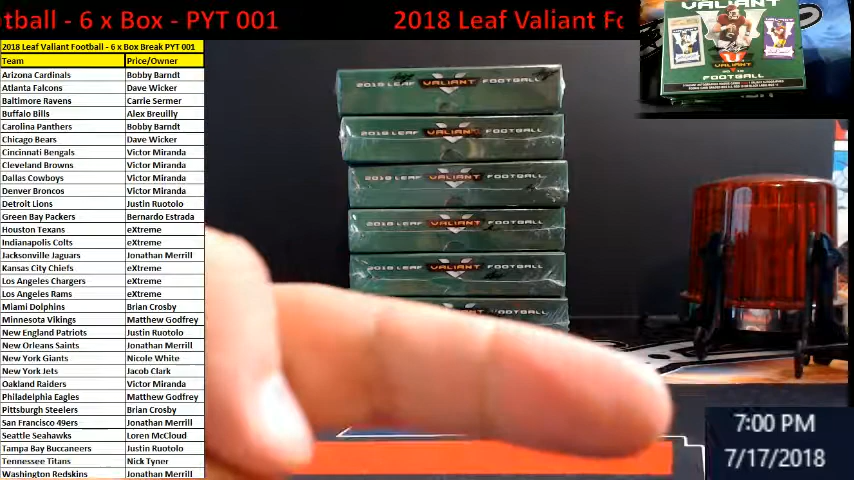 tball - 6 x Box - PYT 001
2018 Leaf Valiant Fo
2018 Leaf Valiant Football - 6 x Box Break PYT 001
Team Price/Owner
Arizona Cardinals Bobby Barndt
Atlanta Falcons Dave Wicker
Baltimore Ravens Carrie Sermer
Buffalo Bills Alex Breuilly
Carolina Panthers Bobby Barndt
Chicago Bears Dave Wicker
Cincinnati Bengals Victor Miranda
Cleveland Browns Victor Miranda
Dallas Cowboys Victor Miranda
Denver Broncos Victor Miranda
Detroit Lions Justin Ruotolo
Green Bay Packers Bernardo Estrada
Houston Texans eXtreme
Indianapolis Colts eXtreme
Jacksonville Jaguars Jonathan Merrill
Kansas City Chiefs eXtreme
Los Angeles Chargers eXtreme
Los Angeles Rams eXtreme
Miami Dolphins Brian Crosby
Minnesota Vikings Matthew Godfrey
New England Patriots Justin Ruotolo
New Orleans Saints Jonathan Merrill
New York Giants Nicole White
New York Jets Jacob Clark
Oakland Raiders Victor Miranda
Philadelphia Eagles Matthew Godfrey
Pittsburgh Steelers Brian Crosby
San Francisco 49ers Jonathan Merrill
Seattle Seahawks Loren McCloud
Tampa Bay Buccaneers Justin Ruotolo
Tennessee Titans Nick Tyner
Washington Redskins Jonathan Merrill
2018 LEAF VALIANT FOOTBALL
2018 LEAF VALIANT FOOTBALL
2018 LEAF VALIANT FOOTBALL
2018 LEAF VALIANT FOOTBALL
2018 LEAF VALIANT FOOTBALL
VALIANT
VALIANT
FOOTBALL
7:00 PM
7/17/2018